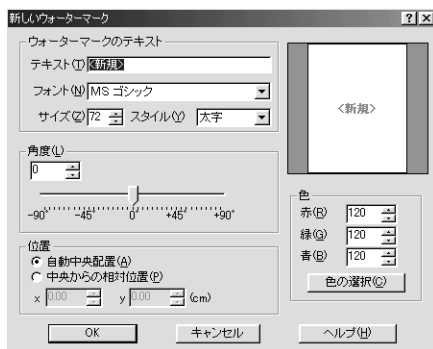 新しいウォーターマーク
ウォーターマークのテキスト
テキスト(T) <新規>
フォント(N) MS ゴシック
サイズ(Z) 72 スタイル(Y) 太字
<新規>
角度(L)
0
-90° -45° 0° +45° +90°
色
赤(R) 120
緑(G) 120
青(B) 120
色の選択(C)
位置
自動中央配置(A)
中央からの相対位置(P)
x 0.00 y 0.00 (cm)
OK キャンセル ヘルプ(H)